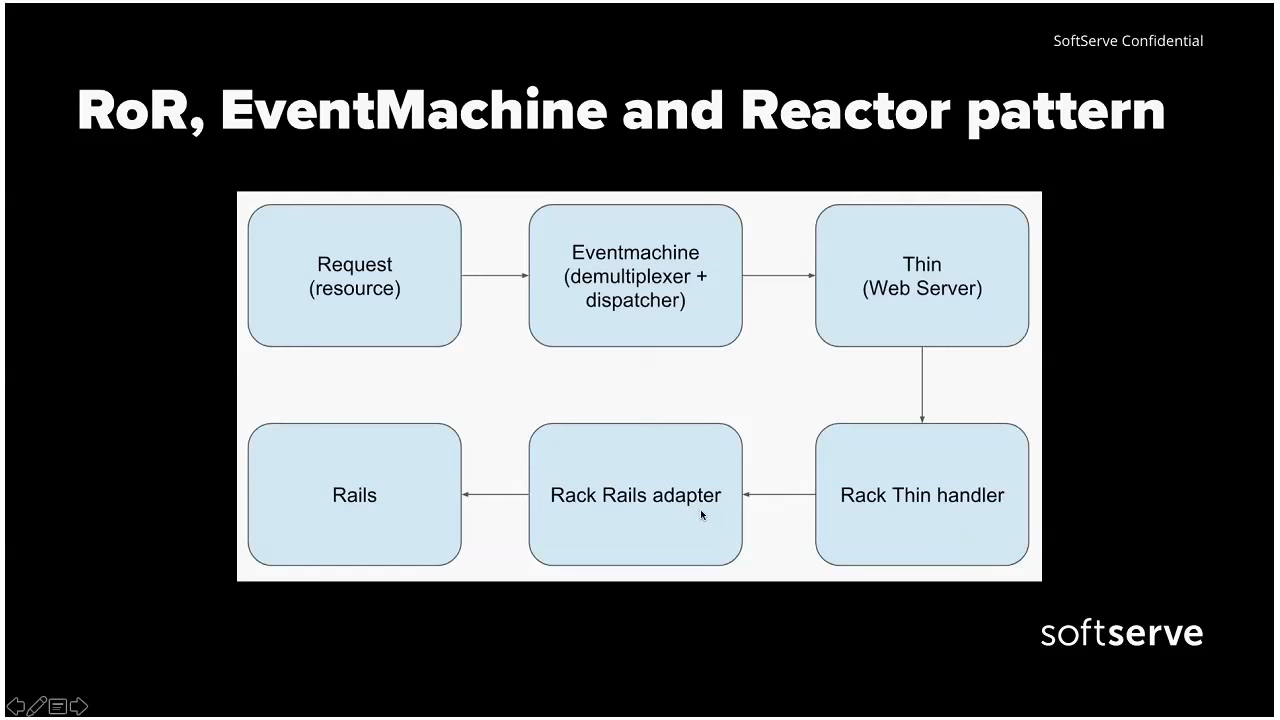 SoftServe Confidential
RoR, EventMachine and Reactor pattern
Request
(resource)
Eventmachine
(demultiplexer +
dispatcher)
Thin
(Web Server)
Rails
Rack Rails adapter
Rack Thin handler
softserve